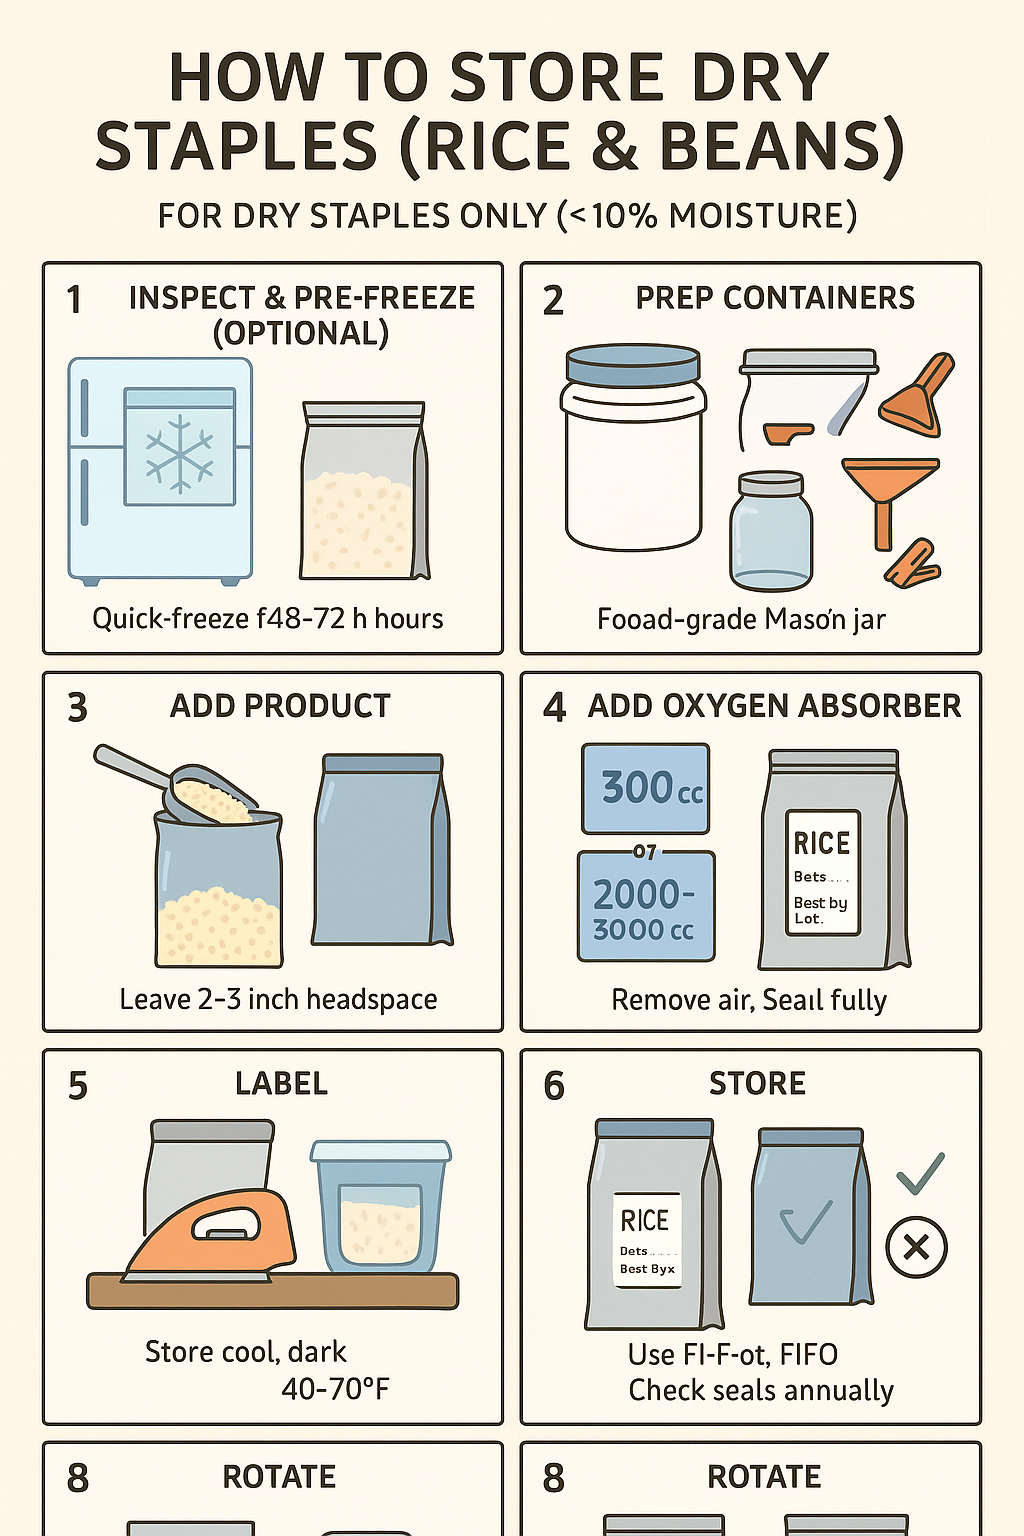 HOW TO STORE DRY
STAPLES (RICE & BEANS)
FOR DRY STAPLES ONLY (<10% MOISTURE)
1
INSPECT & PRE-FREEZE
(OPTIONAL)
Quick-freeze f48-72 h hours
2
PREP CONTAINERS
Fooad-grade Maso'n jar
3
ADD PRODUCT
Leave 2-3 inch headspace
4
ADD OXYGEN ABSORBER
300 cc
o7
2000-
3000 cc
RICE
Bets....
Best by
Lot.
Remove air, Seaıl fully
5
LABEL
Store cool, dark
40-70°F
6
STORE
RICE
Dets......
Best Byx
Use FI-F-ot, FIFO
Check seals annually
8
ROTATE
8
ROTATE